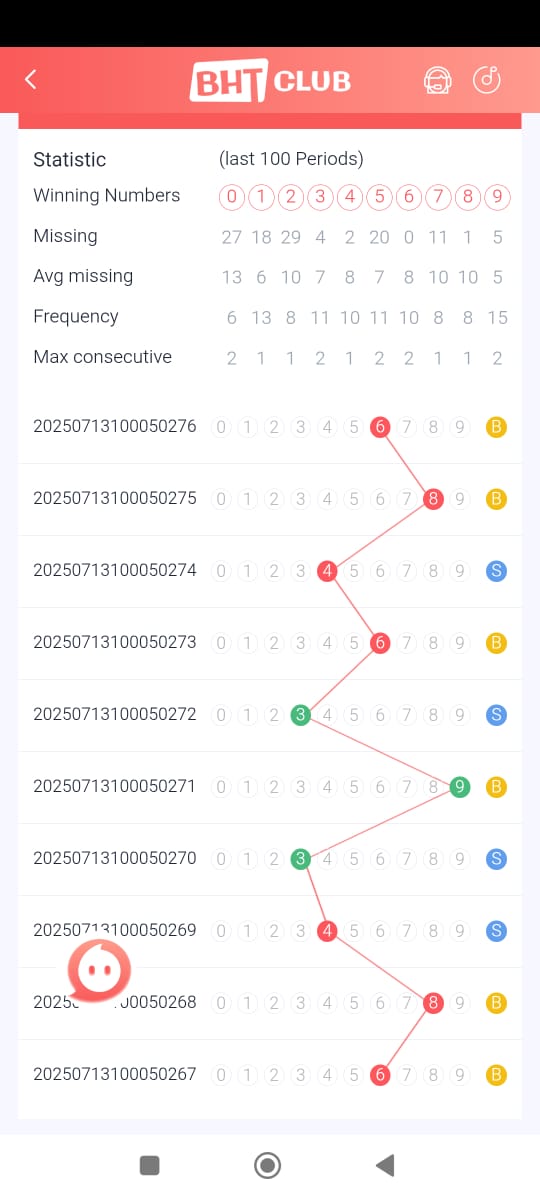 BHT CLUB
Statistic (last 100 Periods)
Winning Numbers 0 1 2 3 4 5 6 7 8 9
Missing 27 18 29 4 2 20 0 11 1 5
Avg missing 13 6 10 7 8 7 8 10 10 5
Frequency 6 13 8 11 10 11 10 8 8 15
Max consecutive 2 1 1 2 1 2 2 1 1 2
20250713100050276 0 1 2 3 4 5 6 7 8 9 B
20250713100050275 0 1 2 3 4 5 6 7 8 9 B
20250713100050274 0 1 2 3 4 5 6 7 8 9 S
20250713100050273 0 1 2 3 4 5 6 7 8 9 B
20250713100050272 0 1 2 3 4 5 6 7 8 9 S
20250713100050271 0 1 2 3 4 5 6 7 8 9 B
20250713100050270 0 1 2 3 4 5 6 7 8 9 S
20250713100050269 0 1 2 3 4 5 6 7 8 9 S
0 1 2 3 4 5 6 7 8 9 B
20250713100050267 0 1 2 3 4 5 6 7 8 9 B